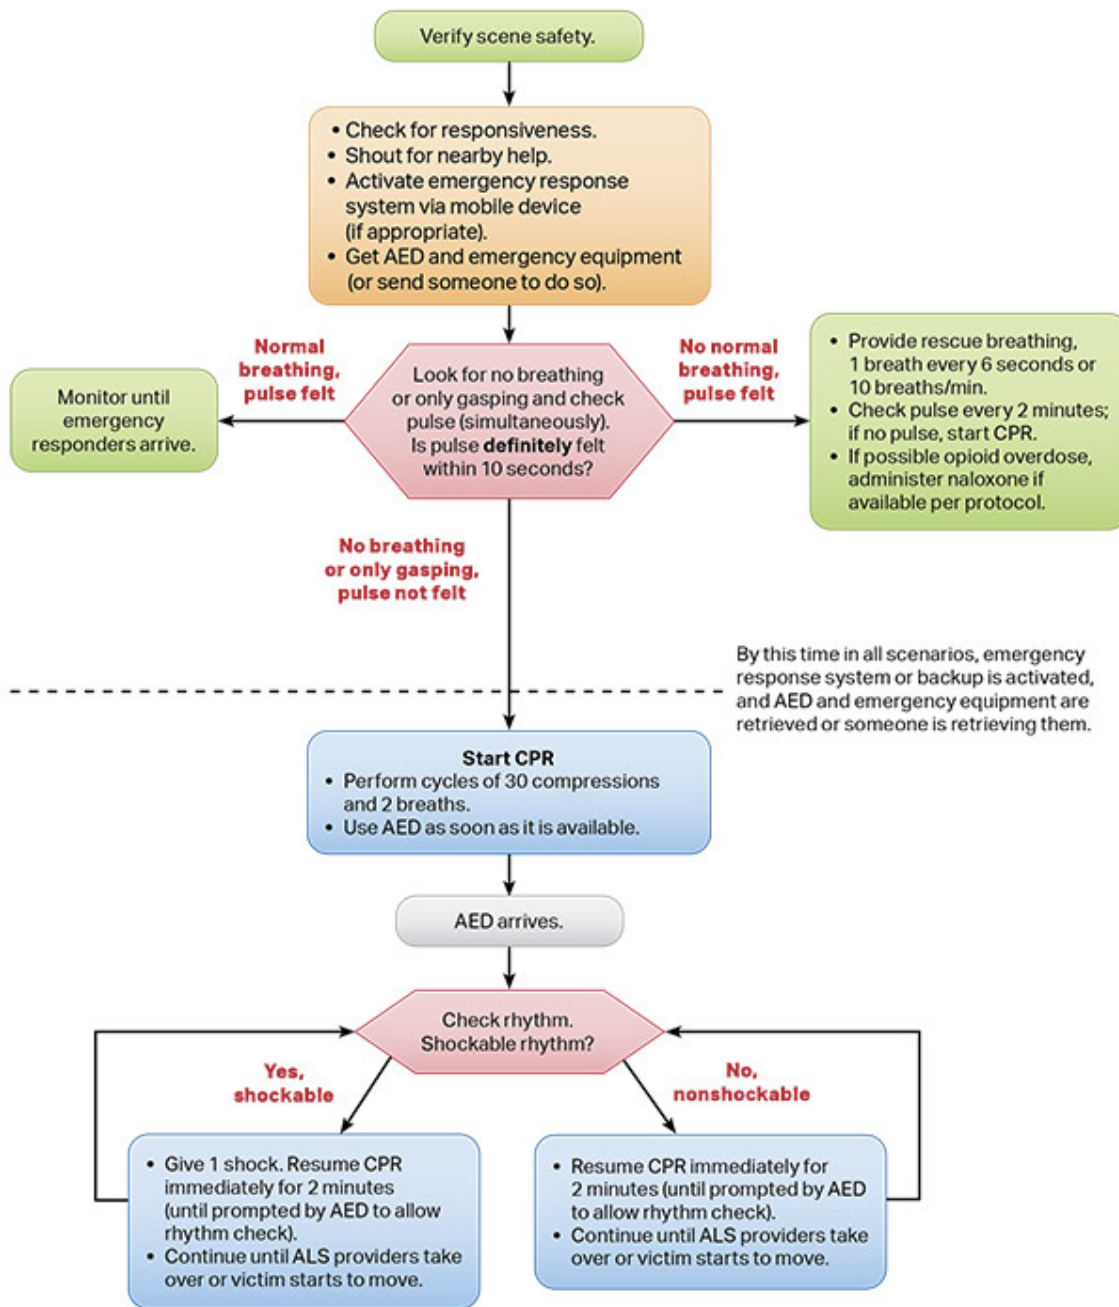 Verify scene safety.
• Check for responsiveness.
• Shout for nearby help.
• Activate emergency response
system via mobile device
(if appropriate).
• Get AED and emergency equipment
(or send someone to do so).
Normal
breathing,
pulse felt
Look for no breathing
or only gasping and check
pulse (simultaneously).
Is pulse definitely felt
within 10 seconds?
No normal
breathing,
pulse felt
Monitor until
emergency
responders arrive.
• Provide rescue breathing,
1 breath every 6 seconds or
10 breaths/min.
• Check pulse every 2 minutes;
if no pulse, start CPR.
• If possible opioid overdose,
administer naloxone if
available per protocol.
No breathing
or only gasping,
pulse not felt
By this time in all scenarios, emergency
response system or backup is activated,
and AED and emergency equipment are
retrieved or someone is retrieving them.
Start CPR
• Perform cycles of 30 compressions
and 2 breaths.
• Use AED as soon as it is available.
AED arrives.
Check rhythm.
Shockable rhythm?
Yes,
shockable
No,
nonshockable
• Give 1 shock. Resume CPR
immediately for 2 minutes
(until prompted by AED to allow
rhythm check).
• Continue until ALS providers take
over or victim starts to move.
• Resume CPR immediately for
2 minutes (until prompted by AED
to allow rhythm check).
• Continue until ALS providers take
over or victim starts to move.